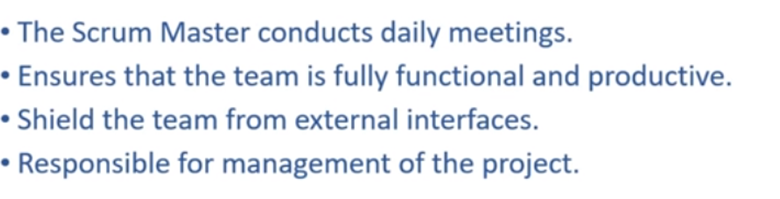 • The Scrum Master conducts daily meetings.
• Ensures that the team is fully functional and productive.
• Shield the team from external interfaces.
• Responsible for management of the project.